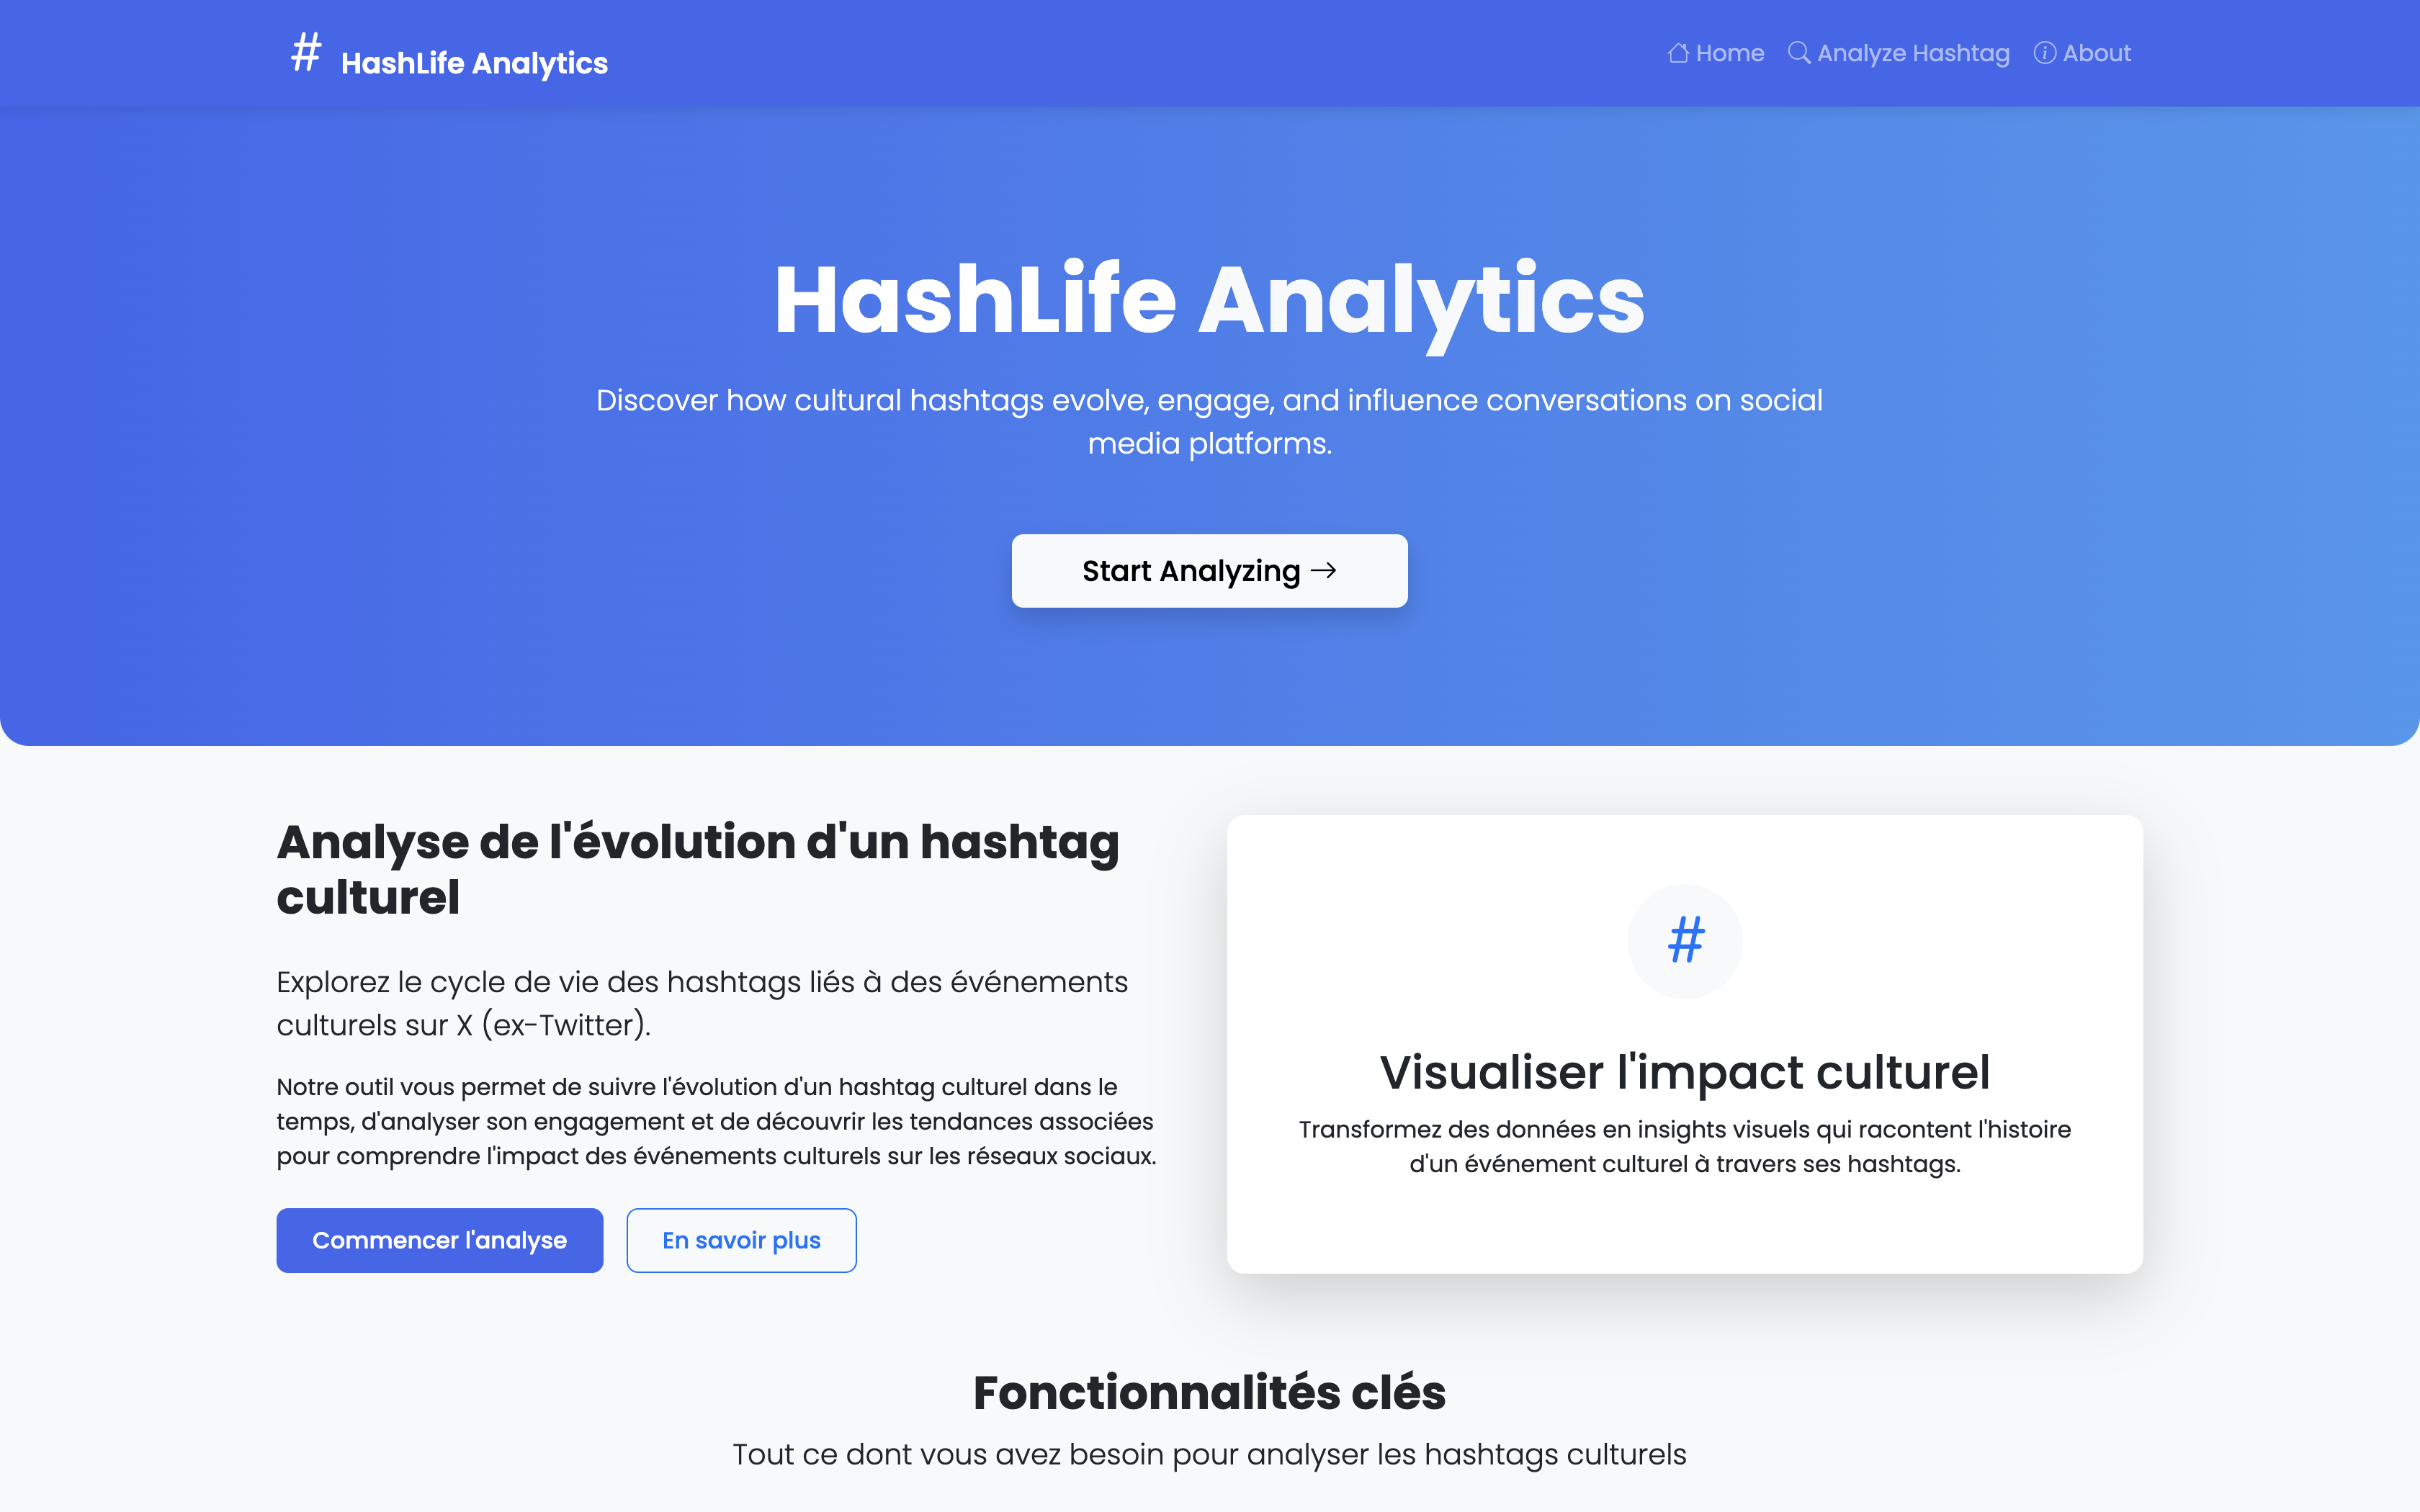 # HashLife Analytics
Home Analyze Hashtag About
HashLife Analytics
Discover how cultural hashtags evolve, engage, and influence conversations on social
media platforms.
Start Analyzing →
Analyse de l'évolution d'un hashtag
culturel
Explorez le cycle de vie des hashtags liés à des événements
culturels sur X (ex-Twitter).
Notre outil vous permet de suivre l'évolution d'un hashtag culturel dans le
temps, d'analyser son engagement et de découvrir les tendances associées
pour comprendre l'impact des événements culturels sur les réseaux sociaux.
Commencer l'analyse
En savoir plus
#
Visualiser l'impact culturel
Transformez des données en insights visuels qui racontent l'histoire
d'un événement culturel à travers ses hashtags.
Fonctionnalités clés
Tout ce dont vous avez besoin pour analyser les hashtags culturels